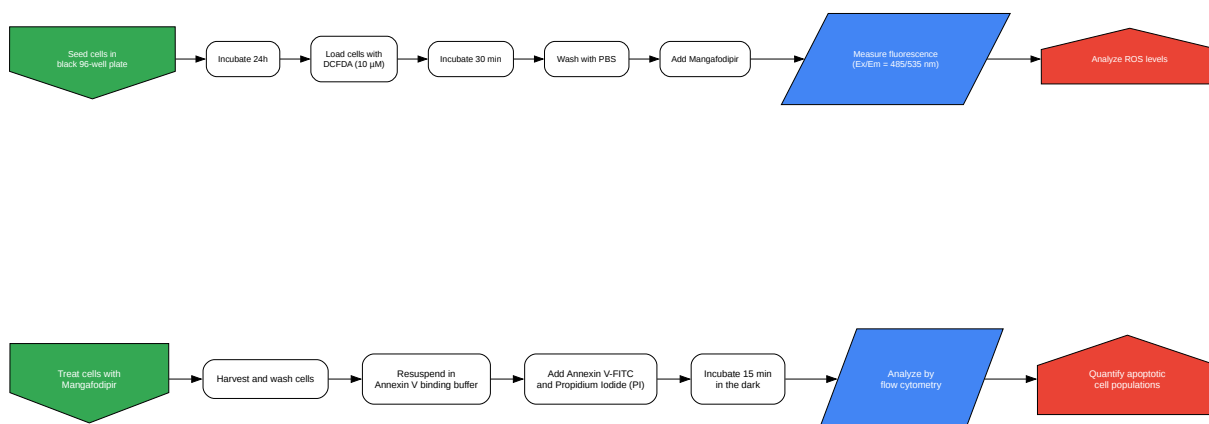 Seed cells in
black 96-well plate
Incubate 24h
Load cells with
DCFDA (10 µM)
Incubate 30 min
Wash with PBS
Add Mangafodipir
Measure fluorescence
(Ex/Em = 485/535 nm)
Analyze ROS levels
Treat cells with
Mangafodipir
Harvest and wash cells
Resuspend in
Annexin V binding buffer
Add Annexin V-FITC
and Propidium Iodide (PI)
Incubate 15 min
in the dark
Analyze by
flow cytometry
Quantify apoptotic
cell populations